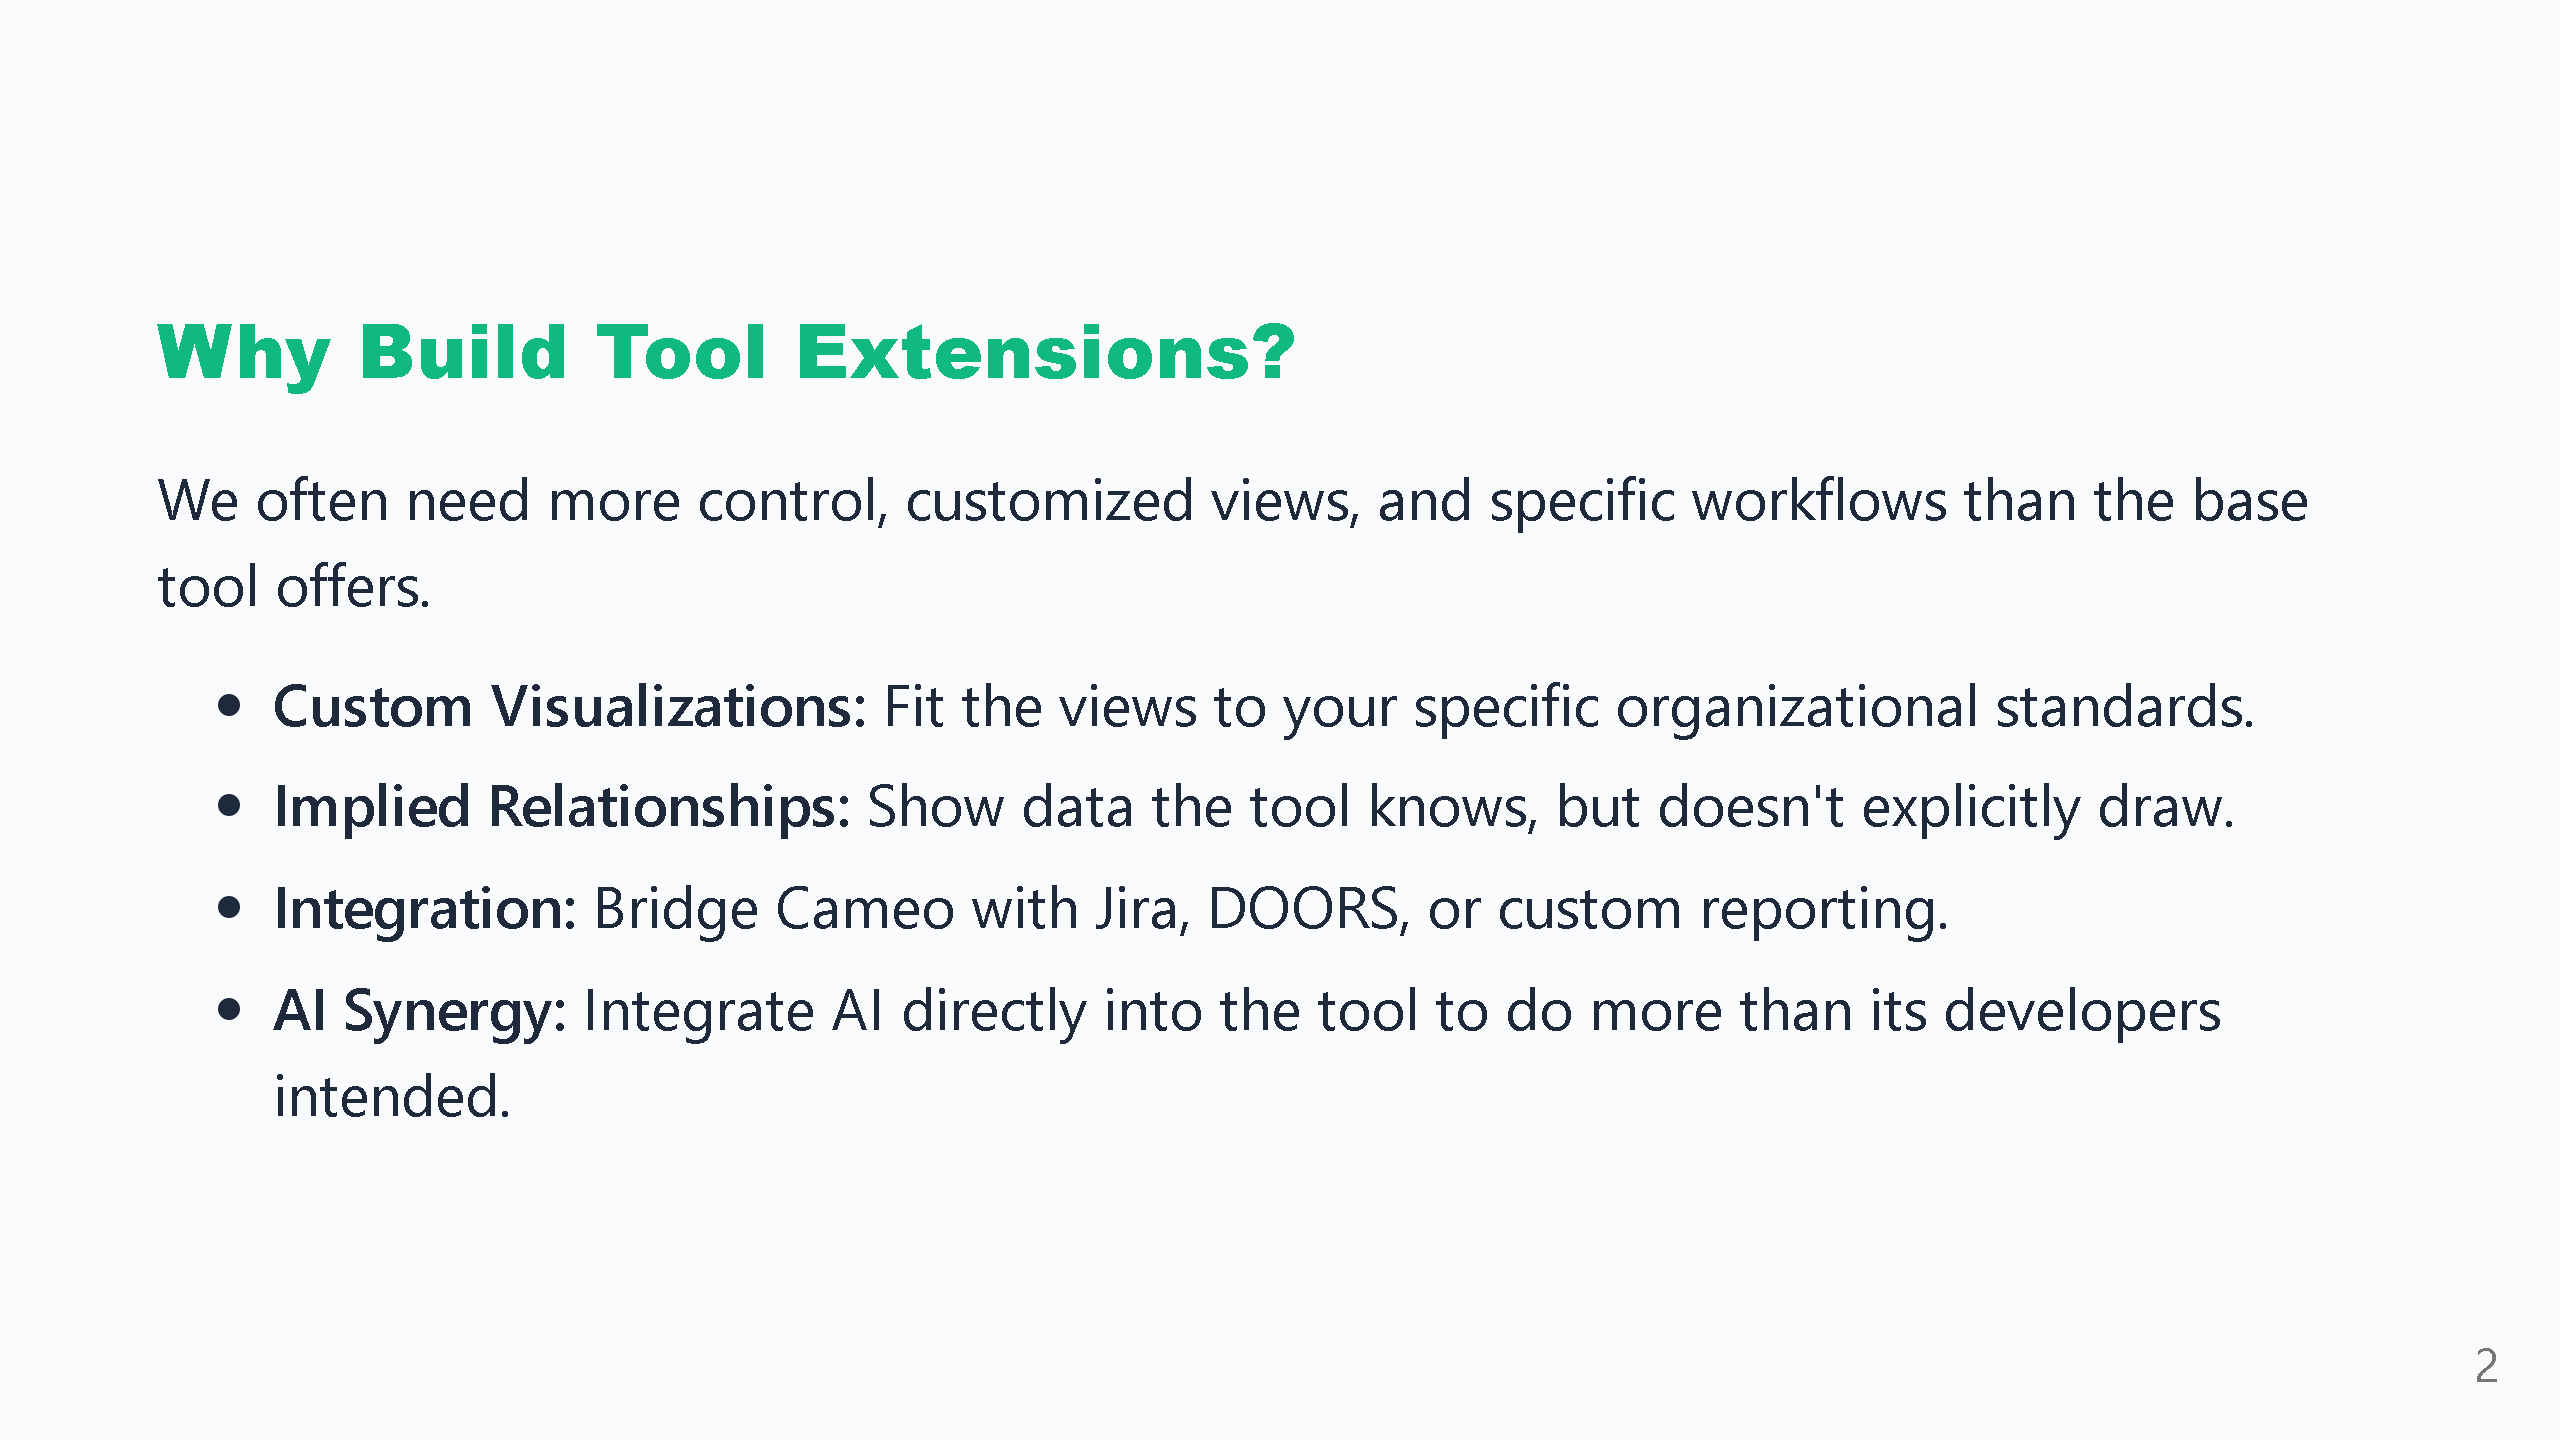 Why Build Tool Extensions?
We often need more control, customized views, and specific workflows than the base
tool offers.
• Custom Visualizations: Fit the views to your specific organizational standards.
• Implied Relationships: Show data the tool knows, but doesn't explicitly draw.
• Integration: Bridge Cameo with Jira, DOORS, or custom reporting.
• AI Synergy: Integrate AI directly into the tool to do more than its developers
intended.
2